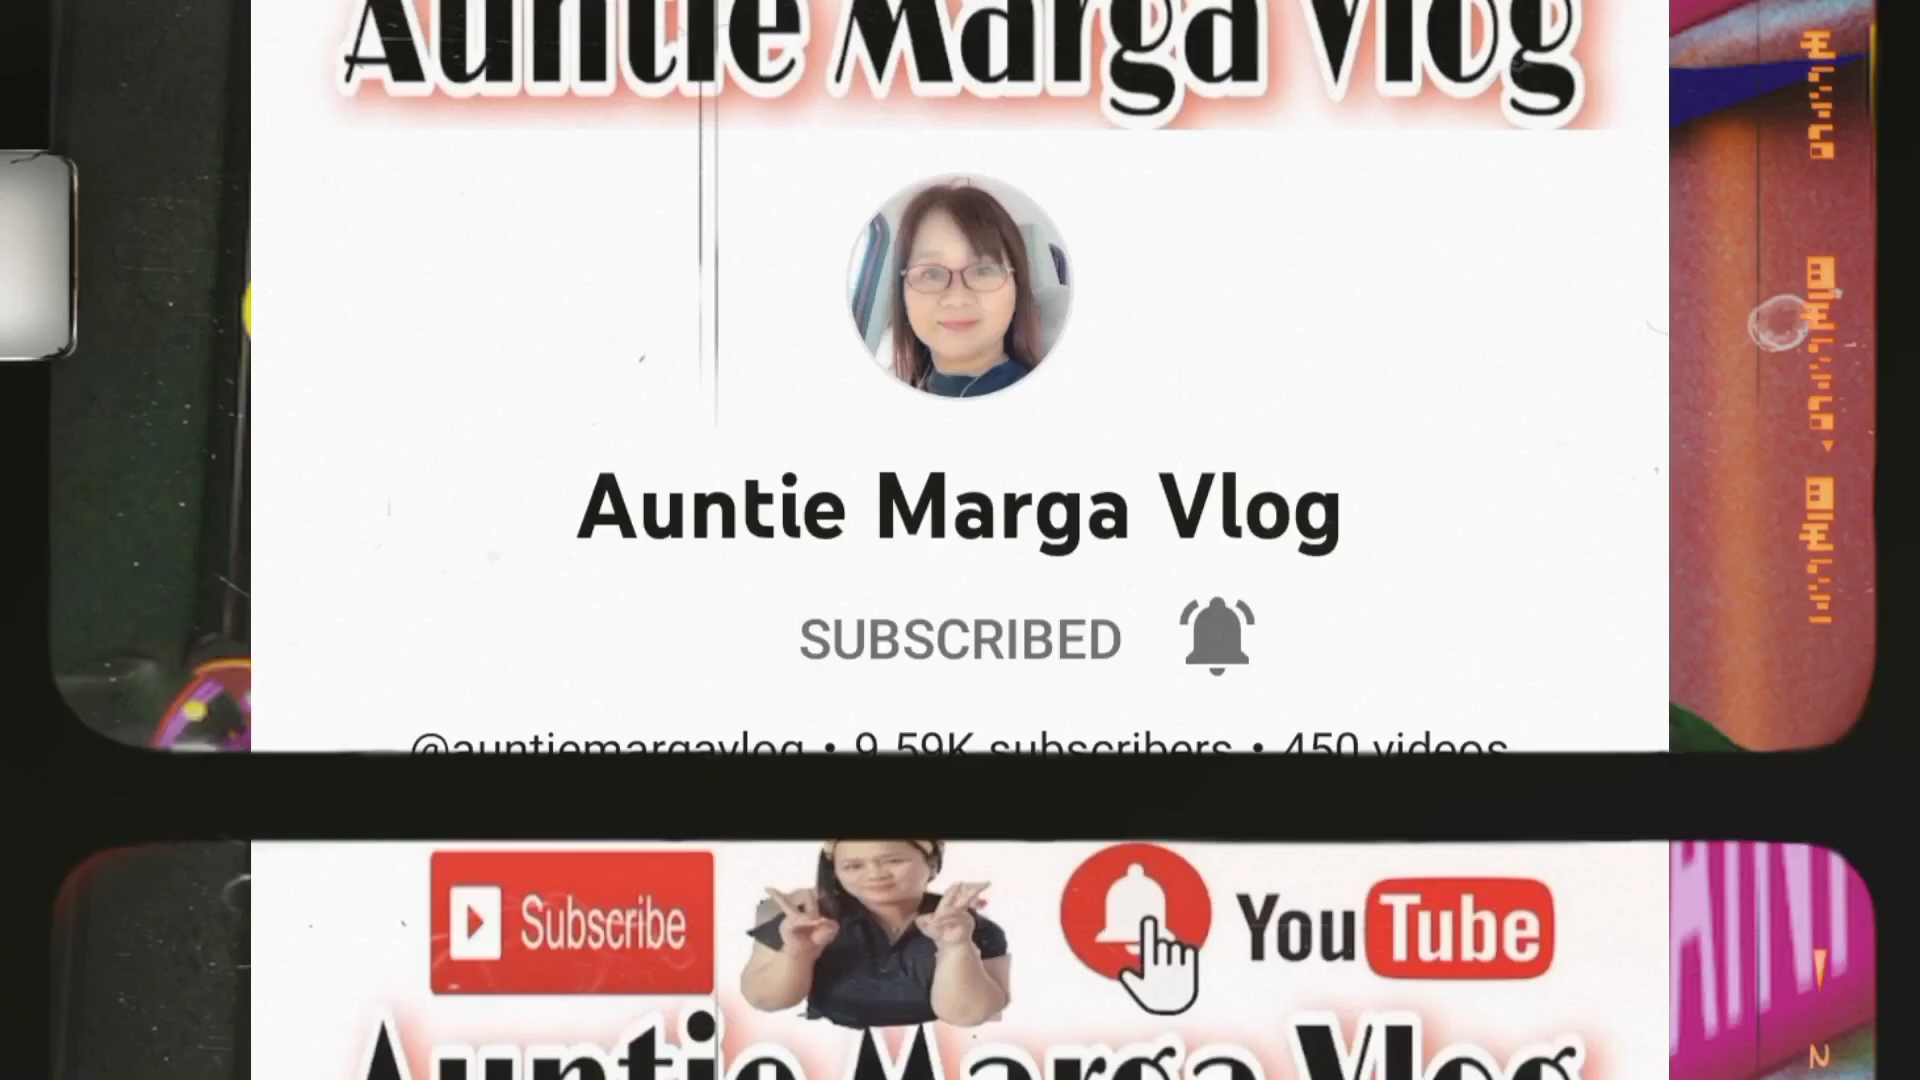 Auntie Marga Vlog
Auntie Marga Vlog
SUBSCRIBED
@auntiemargavlog • 9.59K subscribers • 450 videos
Subscribe
YouTube
Auntie Marga Vlog